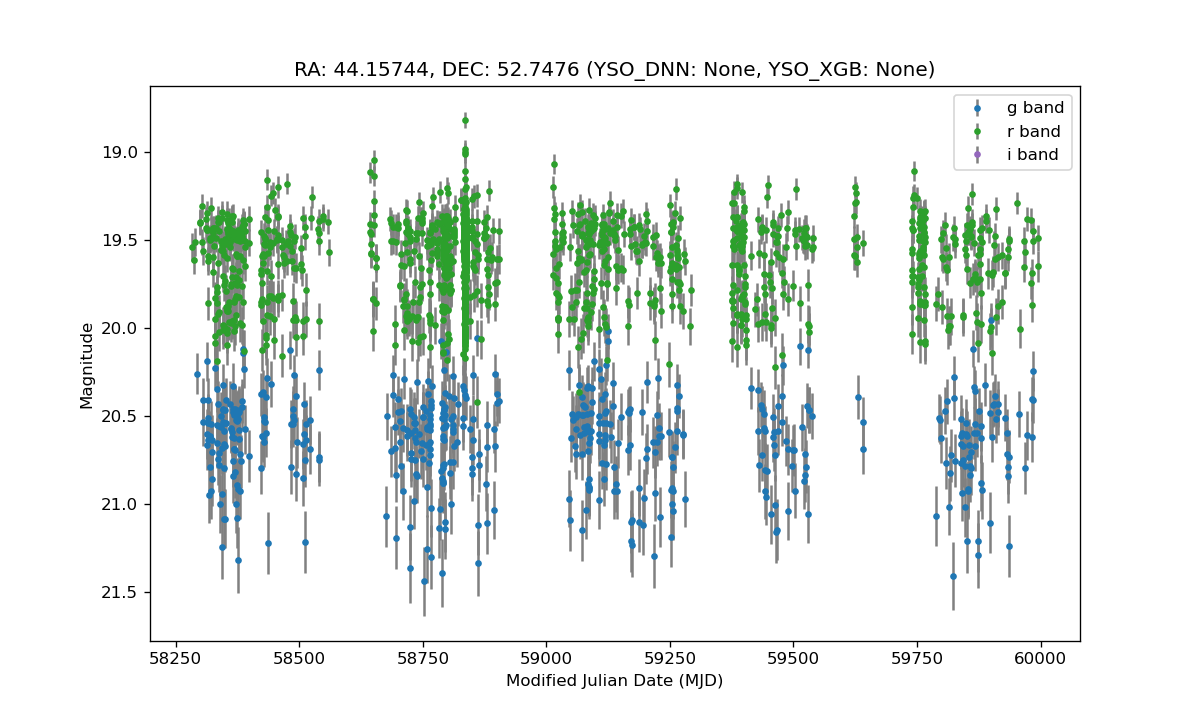 RA: 44.15744, DEC: 52.7476 (YSO_DNN: None, YSO_XGB: None)
g band
r band
i band
19.0
19.5
20.0
20.5
21.0
21.5
Magnitude
58250 58500 58750 59000 59250 59500 59750 60000
Modified Julian Date (MJD)